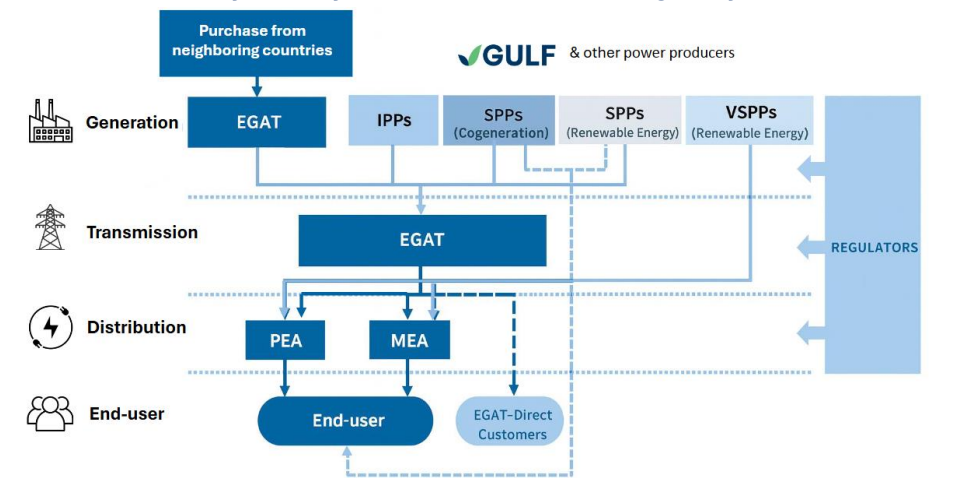 Purchase from
neighboring countries
GULF & other power producers
Generation
EGAT
IPPs
SPPs
(Cogeneration)
SPPs
(Renewable Energy)
VSPPs
(Renewable Energy)
Transmission
EGAT
REGULATORS
Distribution
PEA
MEA
End-user
End-user
EGAT-Direct
Customers